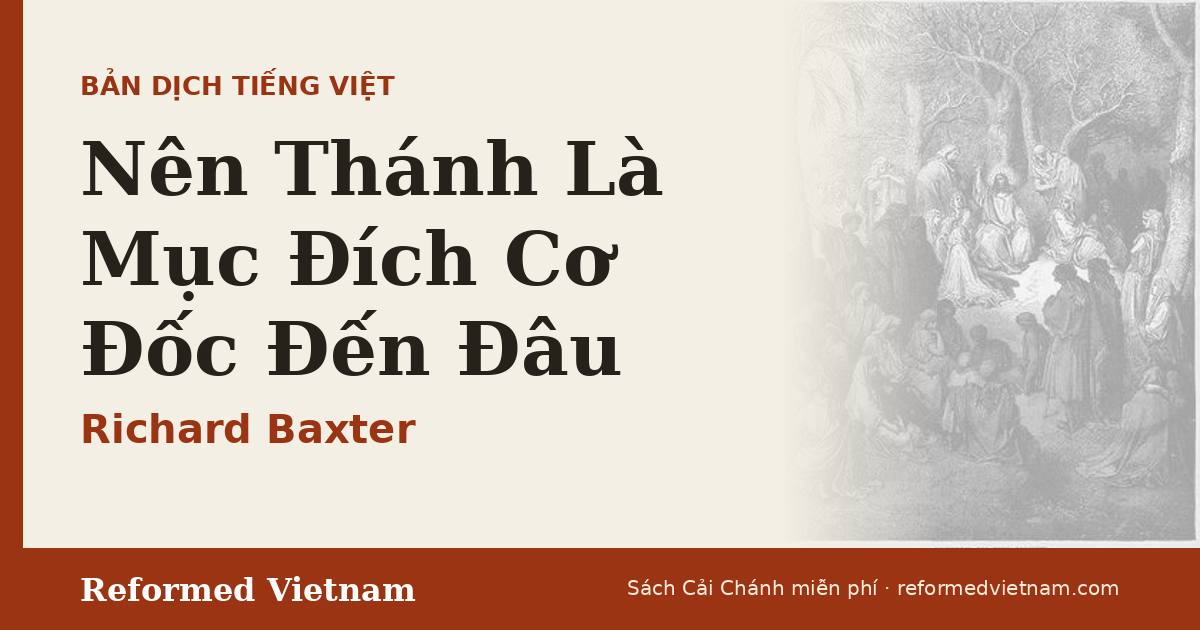 BẢN DỊCH TIẾNG VIỆT
Nên Thánh Là
Mục Đích Cơ
Đốc Đến Đâu
Richard Baxter
Reformed Vietnam
Sách Cải Chánh miễn phí · reformedvietnam.com